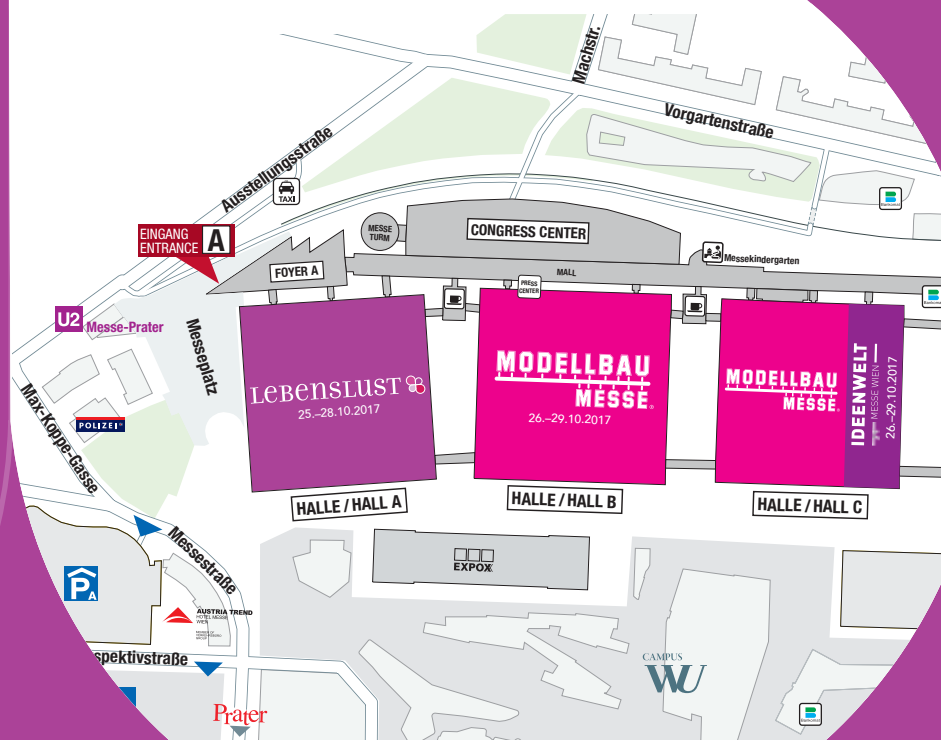 Machstr.
Vorgartenstraße
Ausstellungsstraße
TAXI
Bankomat
EINGANG
ENTRANCE
A
MESSE
TURM
CONGRESS CENTER
FOYER A
MALL
Messekindergarten
PRESS
CENTER
U2
Messe-Prater
Messeplatz
Max-Koppe-Gasse
POLIZEI
LEBENSLUST
25.–28.10.2017
MODELLBAU
MESSE
26.–29.10.2017
MODELLBAU
MESSE
IDEENWELT
MESSE WIEN
26.–29.10.2017
HALLE / HALL A
HALLE / HALL B
HALLE / HALL C
EXPOX
Messestraße
P
A
AUSTRIA TREND
HOTEL MESSE
WIEN
spektivstraße
CAMPUS
WU
Prater
Bankomat